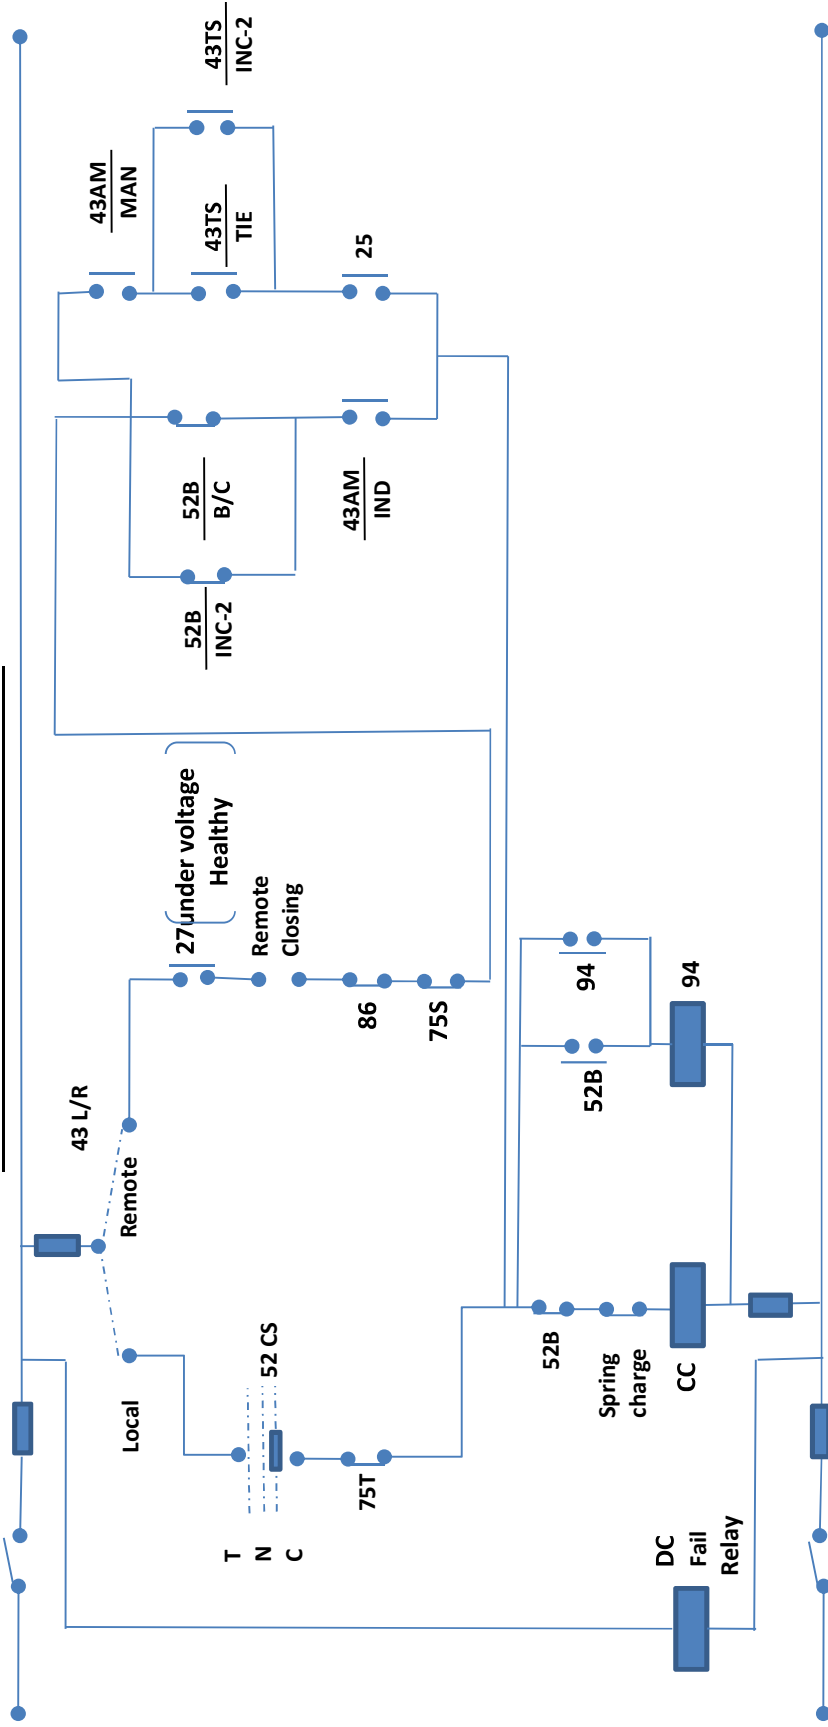 43TS
INC-2
43AM
MAN
43TS
TIE
25
52B
B/C
43AM
IND
52B
INC-2
27under voltage
Healthy
Remote
Closing
86
75S
94
52B
94
43 L/R
Remote
Local
52 CS
T
N
C
75T
52B
Spring
charge
CC
DC
Fail
Relay